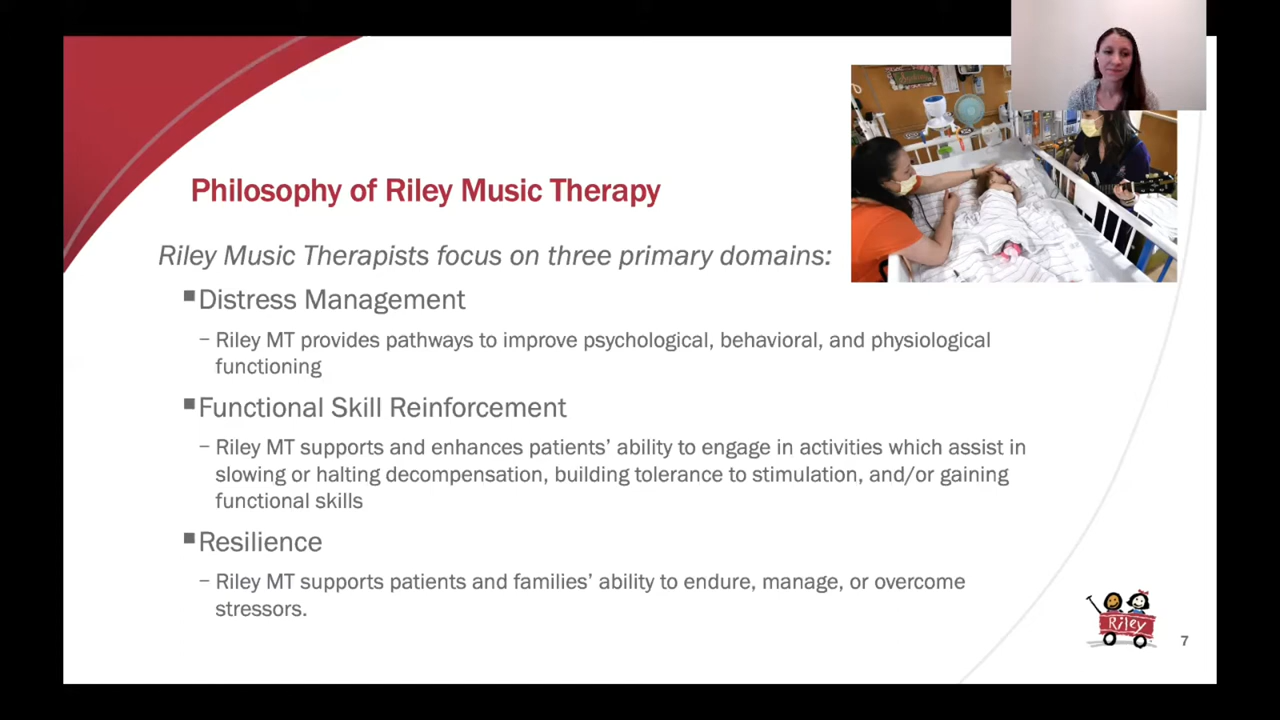 Philosophy of Riley Music Therapy
Riley Music Therapists focus on three primary domains:
▪Distress Management
– Riley MT provides pathways to improve psychological, behavioral, and physiological
functioning
▪Functional Skill Reinforcement
– Riley MT supports and enhances patients’ ability to engage in activities which assist in
slowing or halting decompensation, building tolerance to stimulation, and/or gaining
functional skills
▪Resilience
– Riley MT supports patients and families’ ability to endure, manage, or overcome
stressors.
Riley
7